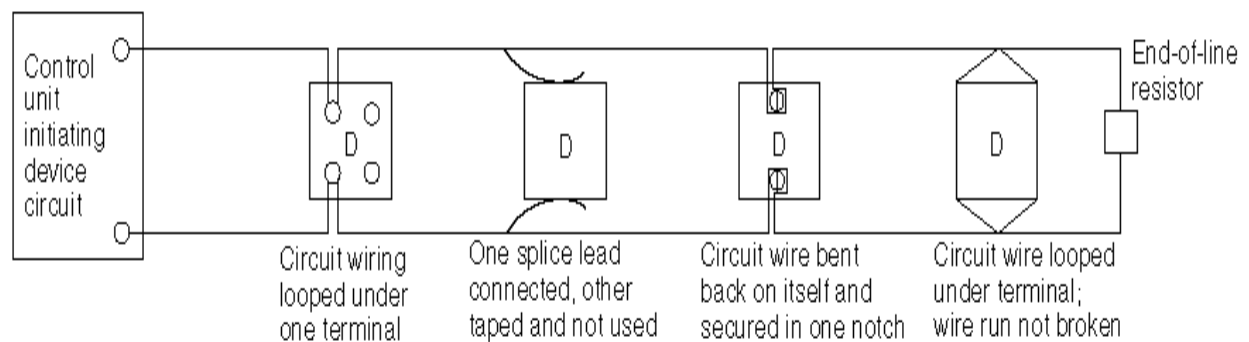 Control
unit
initiating
device
circuit
D
D
D
D
End-of-line
resistor
Circuit wiring
looped under
one terminal
One splice lead
connected, other
taped and not used
Circuit wire bent
back on itself and
secured in one notch
Circuit wire looped
under terminal;
wire run not broken